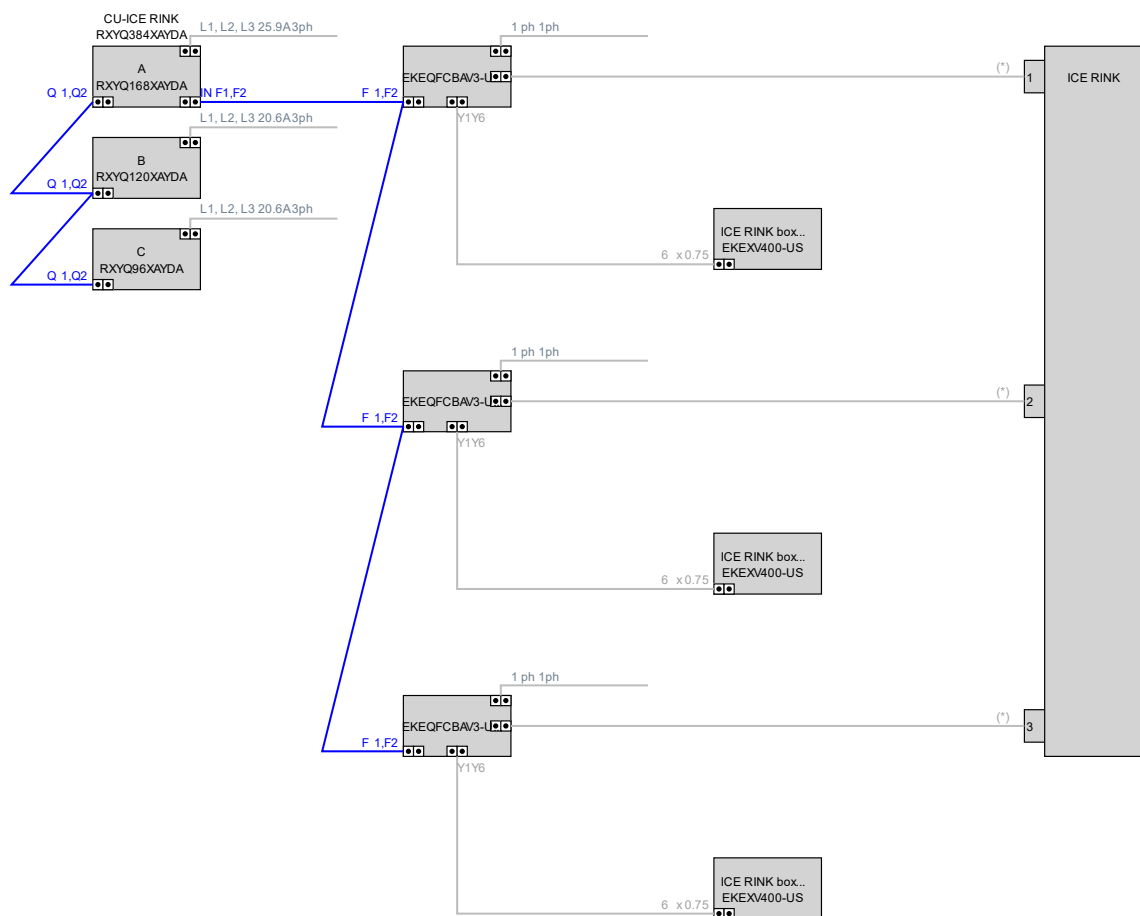 CU-ICE RINK
RXYQ384XAYDA
L1, L2, L3 25.9A3ph
A
RXYQ168XAYDA
Q 1,Q2
IN F1,F2
L1, L2, L3 20.6A3ph
B
RXYQ120XAYDA
Q 1,Q2
L1, L2, L3 20.6A3ph
C
RXYQ96XAYDA
Q 1,Q2
1 ph 1ph
EKEQFCBAV3-U
F 1,F2
Y1Y6
(*)
1
ICE RINK
ICE RINK box...
EKEXV400-US
6 x0.75
1 ph 1ph
EKEQFCBAV3-U
F 1,F2
Y1Y6
(*)
2
ICE RINK box...
EKEXV400-US
6 x0.75
1 ph 1ph
EKEQFCBAV3-U
F 1,F2
Y1Y6
(*)
3
ICE RINK box...
EKEXV400-US
6 x0.75